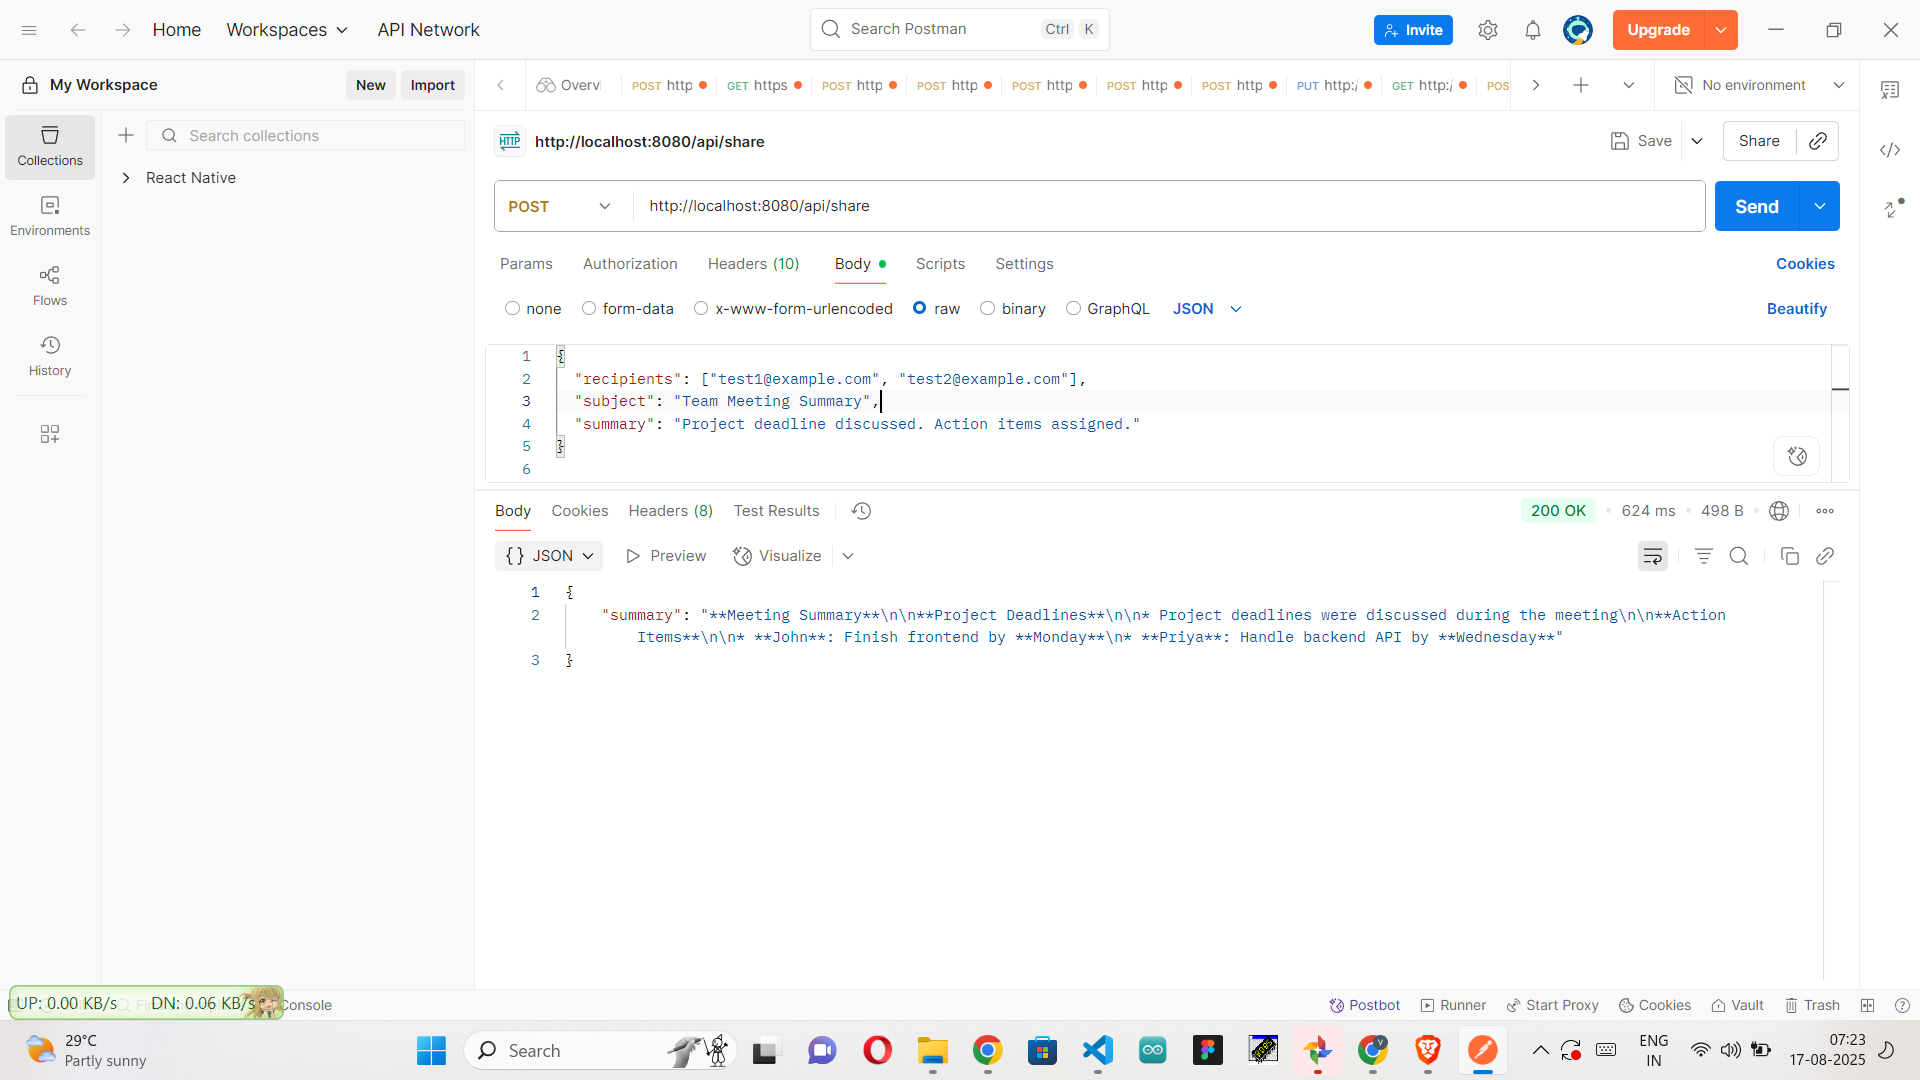 Home
Workspaces
API Network
Search Postman
Ctrl
K
Invite
Upgrade
My Workspace
New
Import
Overvi
POST http
GET https
POST http
POST http
POST http
POST http
POST http
PUT http:/
GET http:/
POS
No environment
Collections
Search collections
React Native
Environments
Flows
History
HTTP
http://localhost:8080/api/share
Save
Share
POST
http://localhost:8080/api/share
Send
Params
Authorization
Headers (10)
Body
Scripts
Settings
Cookies
none
form-data
x-www-form-urlencoded
raw
binary
GraphQL
JSON
Beautify
1 {
2 "recipients": ["test1@example.com", "test2@example.com"],
3 "subject": "Team Meeting Summary",
4 "summary": "Project deadline discussed. Action items assigned."
5 }
6
Body
Cookies
Headers (8)
Test Results
200 OK
624 ms
498 B
{} JSON
Preview
Visualize
1 {
2 "summary": "**Meeting Summary**\n\n**Project Deadlines**\n\n* Project deadlines were discussed during the meeting\n\n**Action
Items**\n\n* **John**: Finish frontend by **Monday**\n* **Priya**: Handle backend API by **Wednesday**"
3 }
UP: 0.00 KB/s
DN: 0.06 KB/s
Console
Postbot
Runner
Start Proxy
Cookies
Vault
Trash
29°C
Partly sunny
Search
ENG
IN
07:23
17-08-2025